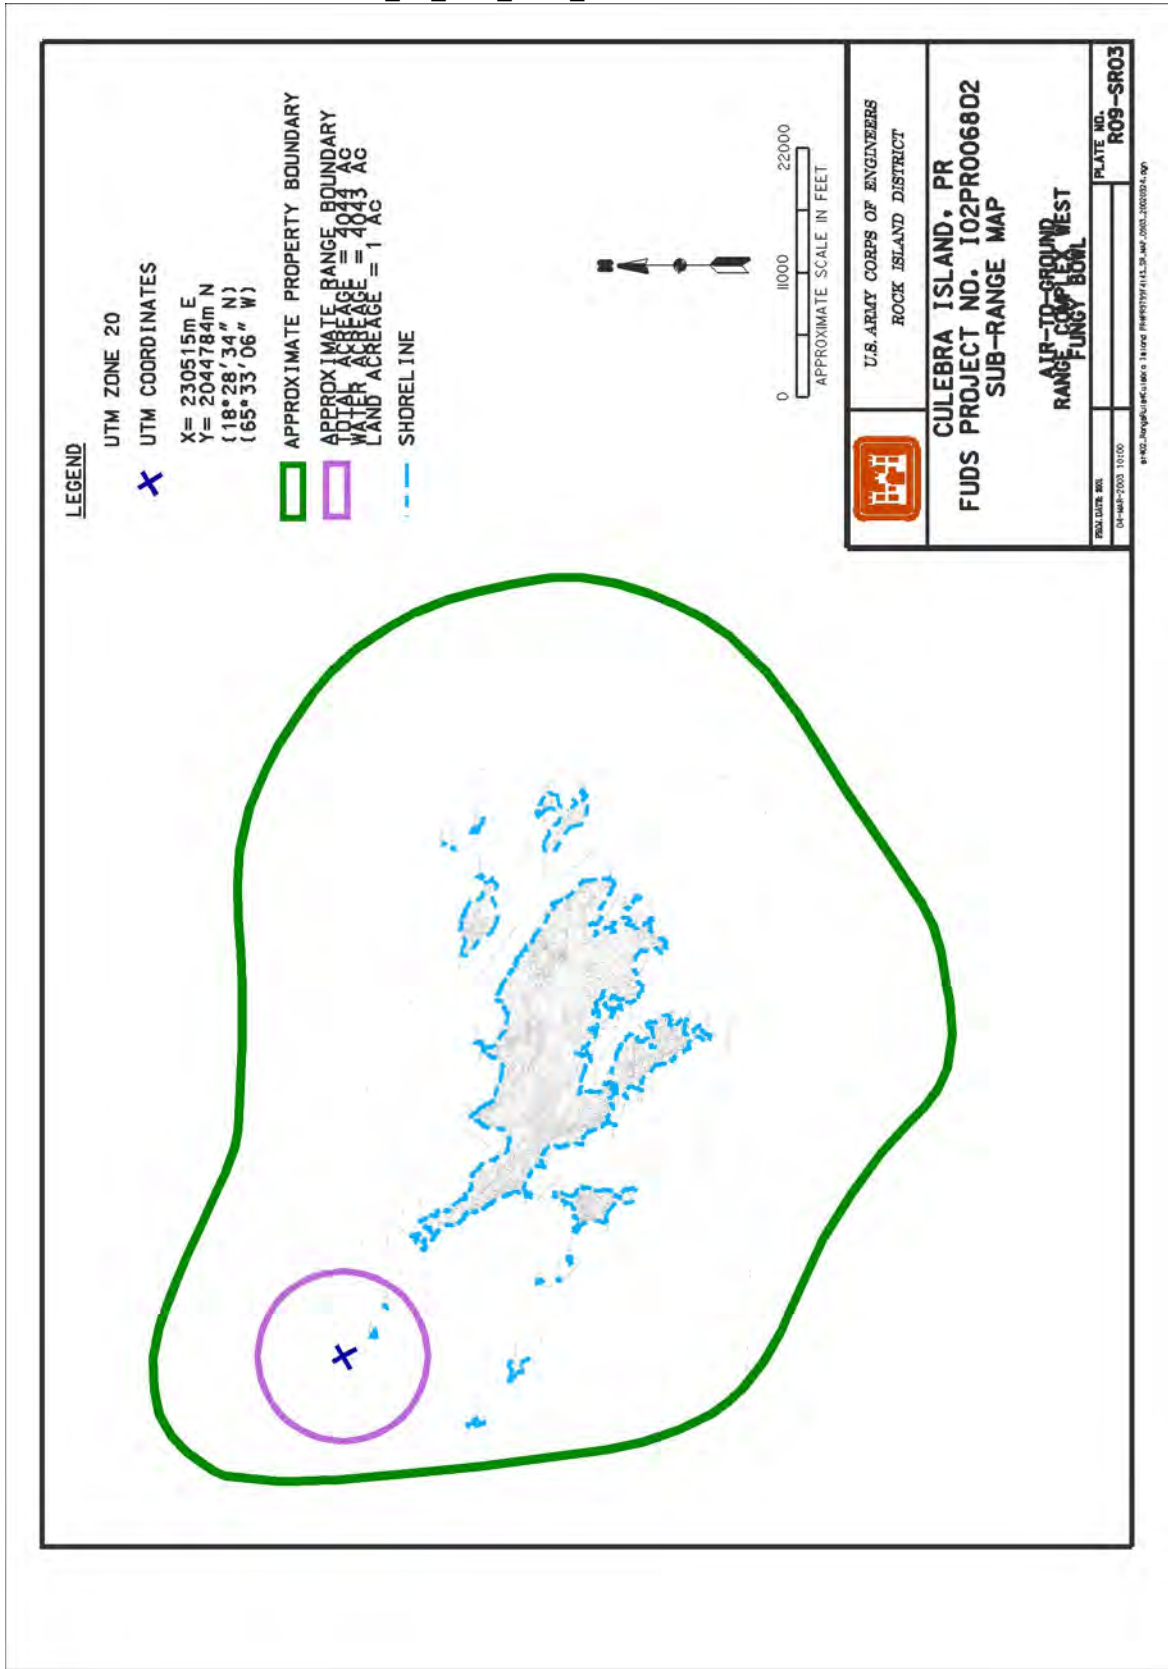 LEGEND
UTM ZONE 20
UTM COORDINATES
X= 230515m E
Y= 2044784m N
(18°28'34" N)
(65°33'06" W)
APPROXIMATE PROPERTY BOUNDARY
APPROXIMATE RANGE BOUNDARY
TOTAL ACREAGE = 4044 AC
WATER ACREAGE = 4043 AC
LAND ACREAGE = 1 AC
SHORELINE
0 11000 22000
APPROXIMATE SCALE IN FEET
U.S. ARMY CORPS OF ENGINEERS
ROCK ISLAND DISTRICT
CULEBRA ISLAND, PR
FUDS PROJECT NO. I02PR006802
SUB-RANGE MAP
AIR-TO-GROUND
RANGE COMPLEX WEST
FUNGY BOWL
PROJ. DATE:
04-MAR-2003 10:00
PLATE NO.
R09-SR03